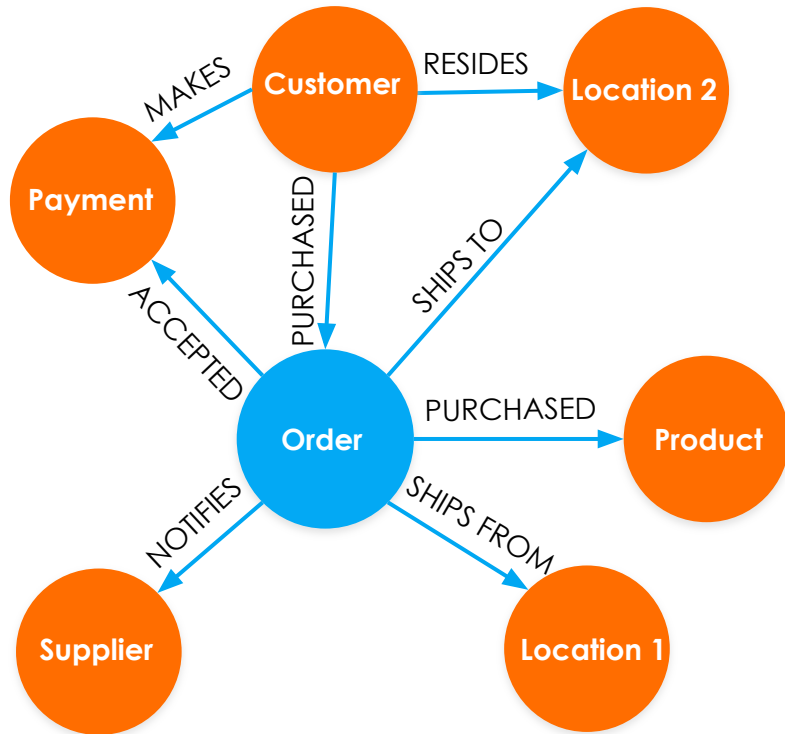 Customer
RESIDES
Location 2
MAKES
Payment
PURCHASED
SHIPS TO
ACCEPTED
Order
PURCHASED
Product
NOTIFIES
SHIPS FROM
Supplier
Location 1